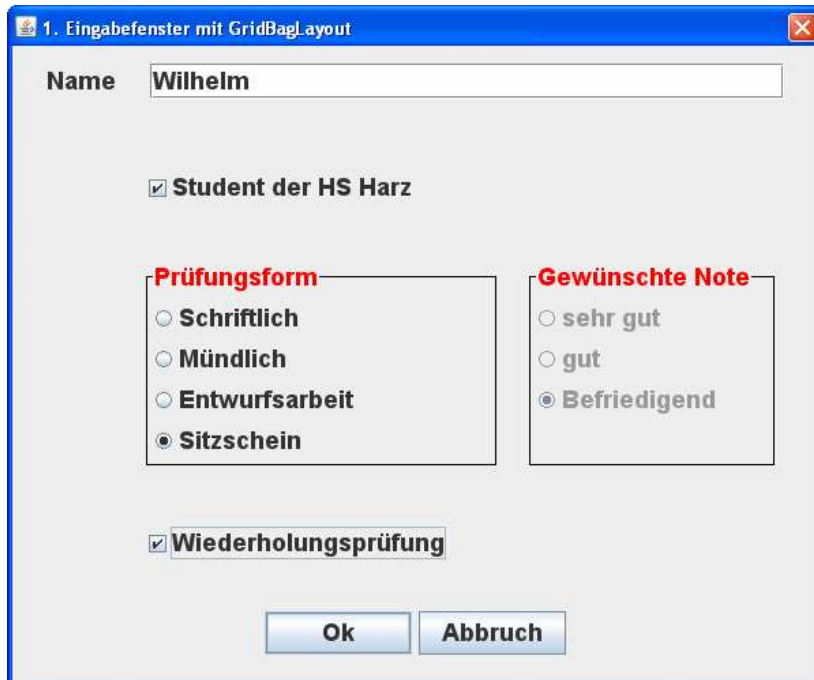 1. Eingabefenster mit GridBagLayout
Name Wilhelm
Student der HS Harz
Prüfungsform
Schriftlich
Mündlich
Entwurfsarbeit
Sitzschein
Gewünschte Note
sehr gut
gut
Befriedigend
Wiederholungsprüfung
Ok Abbruch